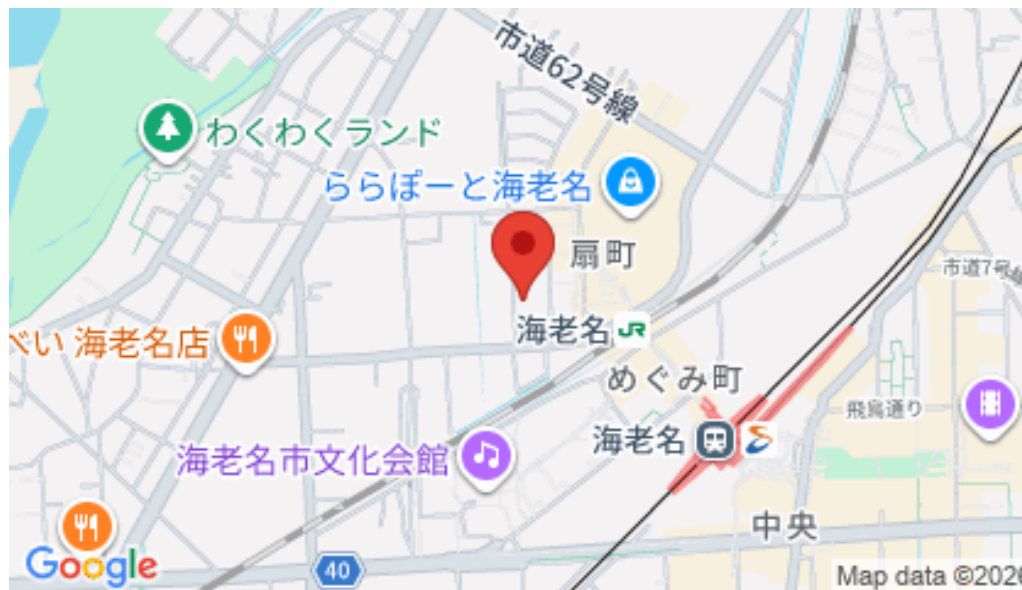 市道62号線
わくわくランド
ららぽーと海老名
扇町
市道7号線
海老名 JR
べい 海老名店
めぐみ町
飛鳥通り
海老名
海老名市文化会館
中央
Google
40
Map data ©2026